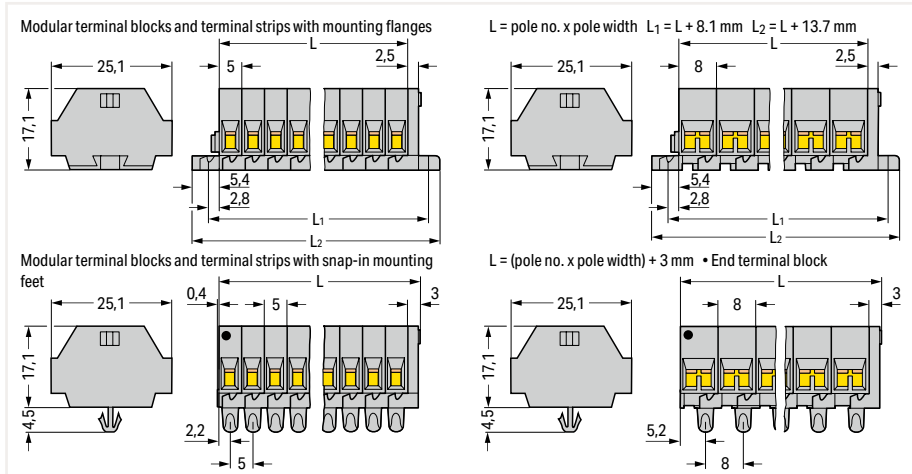 Modular terminal blocks and terminal strips with mounting flanges
L = pole no. x pole width L1 = L + 8.1 mm L2 = L + 13.7 mm
25,1
17,1
L
5
2,5
5,4
2,8
L1
L2
25,1
17,1
L
8
2,5
5,4
2,8
L1
L2
Modular terminal blocks and terminal strips with snap-in mounting
feet
L = (pole no. x pole width) + 3 mm • End terminal block
25,1
17,1
4,5
L
0,4
5
3
2,2
5
25,1
17,1
4,5
L
8
3
5,2
8